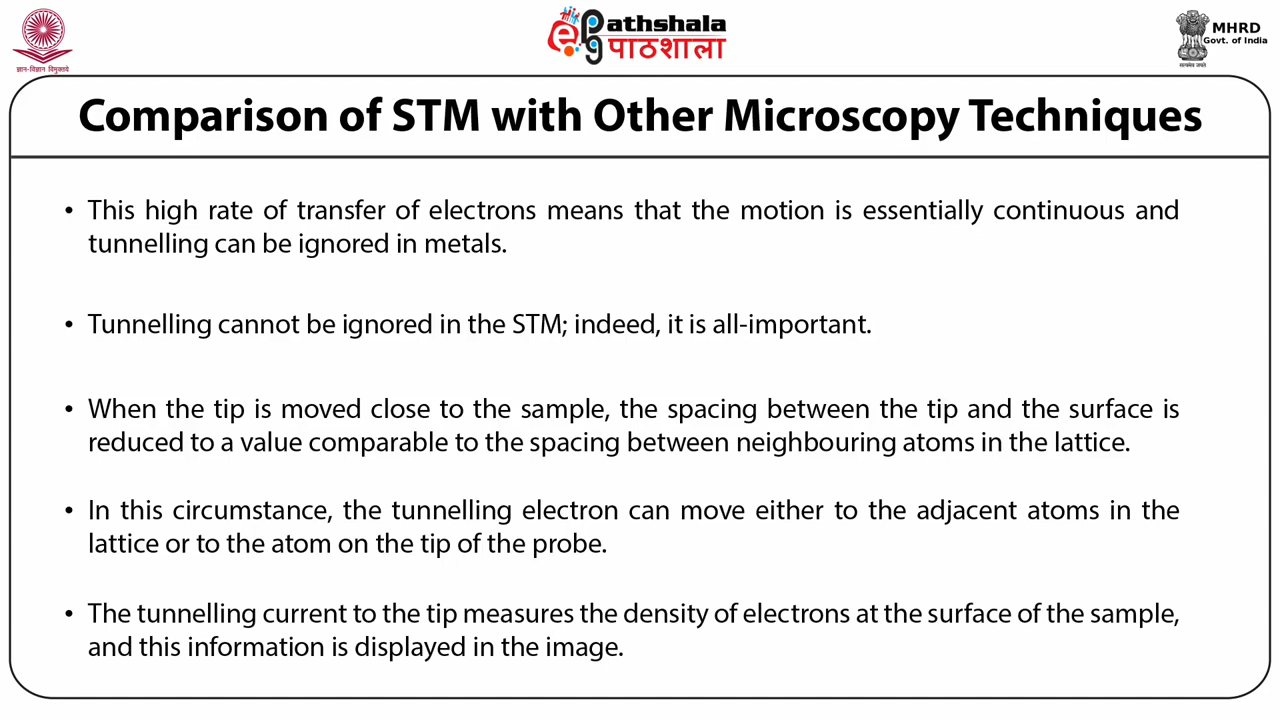 ज्ञान-विज्ञान विमुक्तये
ePathshala
पाठशाला
MHRD
Govt. of India
सत्यमेव जयते
Comparison of STM with Other Microscopy Techniques
• This high rate of transfer of electrons means that the motion is essentially continuous and
tunnelling can be ignored in metals.
• Tunnelling cannot be ignored in the STM; indeed, it is all-important.
• When the tip is moved close to the sample, the spacing between the tip and the surface is
reduced to a value comparable to the spacing between neighbouring atoms in the lattice.
• In this circumstance, the tunnelling electron can move either to the adjacent atoms in the
lattice or to the atom on the tip of the probe.
• The tunnelling current to the tip measures the density of electrons at the surface of the sample,
and this information is displayed in the image.